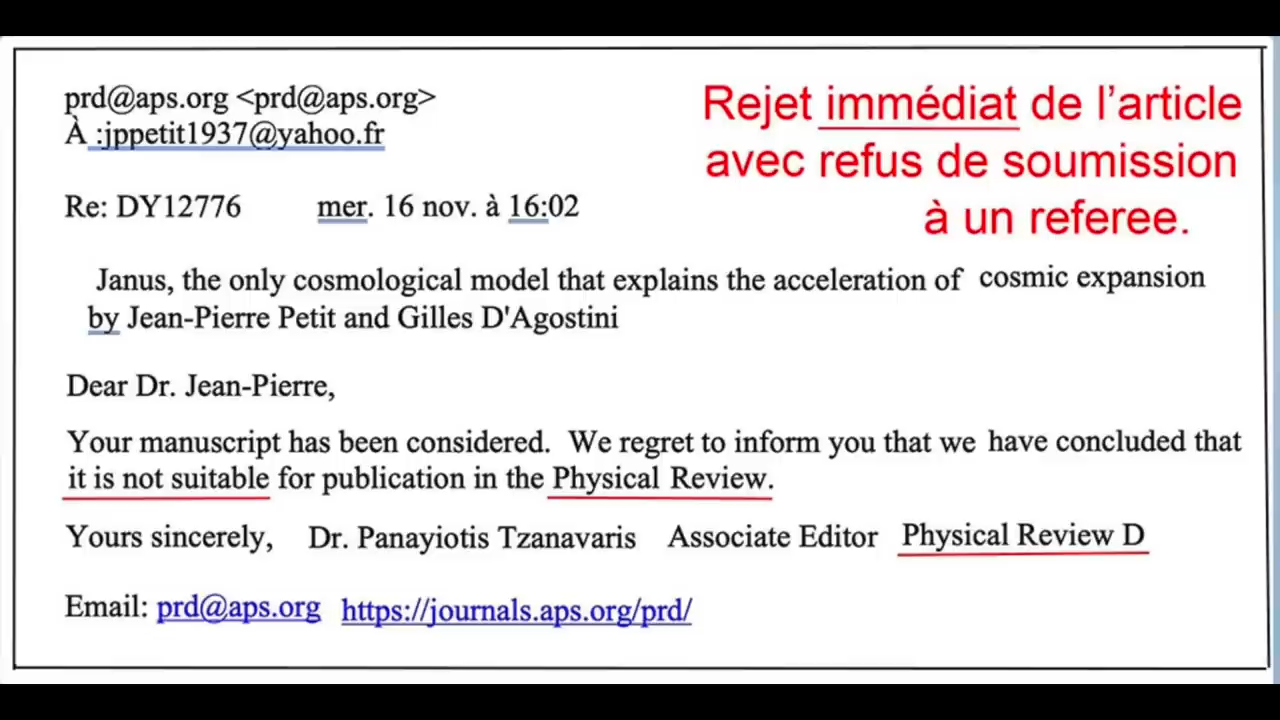 prd@aps.org <prd@aps.org>
À :jppetit1937@yahoo.fr
Rejet immédiat de l’article
avec refus de soumission
à un referee.
Re: DY12776 mer. 16 nov. à 16:02
Janus, the only cosmological model that explains the acceleration of cosmic expansion
by Jean-Pierre Petit and Gilles D'Agostini
Dear Dr. Jean-Pierre,
Your manuscript has been considered. We regret to inform you that we have concluded that
it is not suitable for publication in the Physical Review.
Yours sincerely, Dr. Panayiotis Tzanavaris Associate Editor Physical Review D
Email: prd@aps.org https://journals.aps.org/prd/